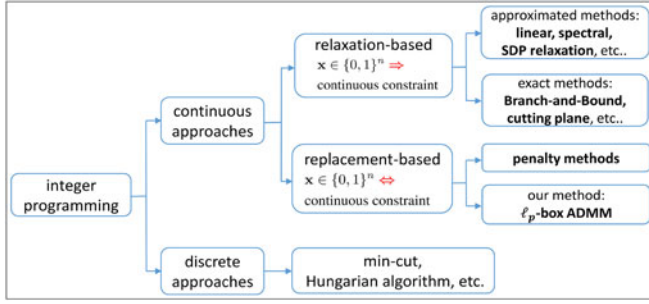 integer
programming
continuous
approaches
discrete
approaches
relaxation-based
x ∈ {0, 1}ⁿ ⇒
continuous constraint
replacement-based
x ∈ {0, 1}ⁿ ⇔
continuous constraint
min-cut,
Hungarian algorithm, etc.
approximated methods:
linear, spectral,
SDP relaxation, etc..
exact methods:
Branch-and-Bound,
cutting plane, etc..
penalty methods
our method:
ℓₚ-box ADMM